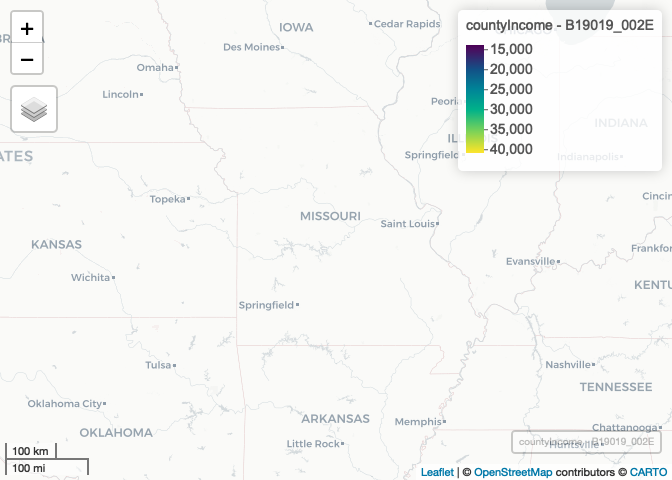 +
−
IOWA
Cedar Rapids
Des Moines
Omaha
Lincoln
countyIncome - B19019_002E
15,000
20,000
25,000
30,000
35,000
40,000
Peoria
INDIANA
Springfield
Indianapolis
Topeka
MISSOURI
Saint Louis
KANSAS
Evansville
Wichita
Springfield
Tulsa
Nashville
TENNESSEE
Oklahoma City
OKLAHOMA
ARKANSAS
Memphis
Chattanooga
Little Rock
countyIncome - B19019_002E
Huntsville
100 km
100 mi
Leaflet | © OpenStreetMap contributors © CARTO